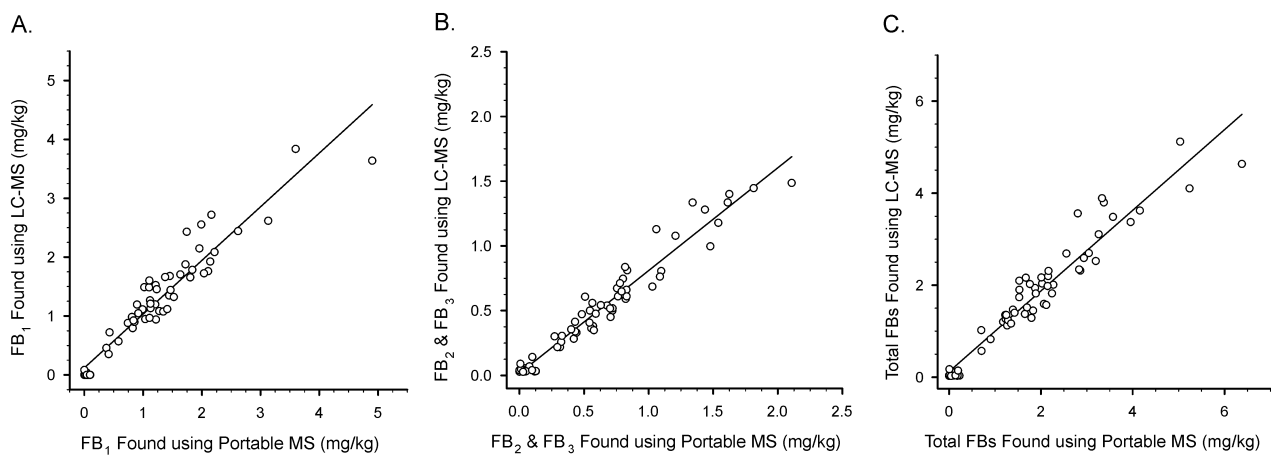 A.
FB₁ Found using LC-MS (mg/kg)
5
4
3
2
1
0
0 1 2 3 4 5
FB₁ Found using Portable MS (mg/kg)
B.
FB₂ & FB₃ Found using LC-MS (mg/kg)
2.5
2.0
1.5
1.0
0.5
0.0
0.0 0.5 1.0 1.5 2.0 2.5
FB₂ & FB₃ Found using Portable MS (mg/kg)
C.
Total FBs Found using LC-MS (mg/kg)
6
4
2
0
0 2 4 6
Total FBs Found using Portable MS (mg/kg)